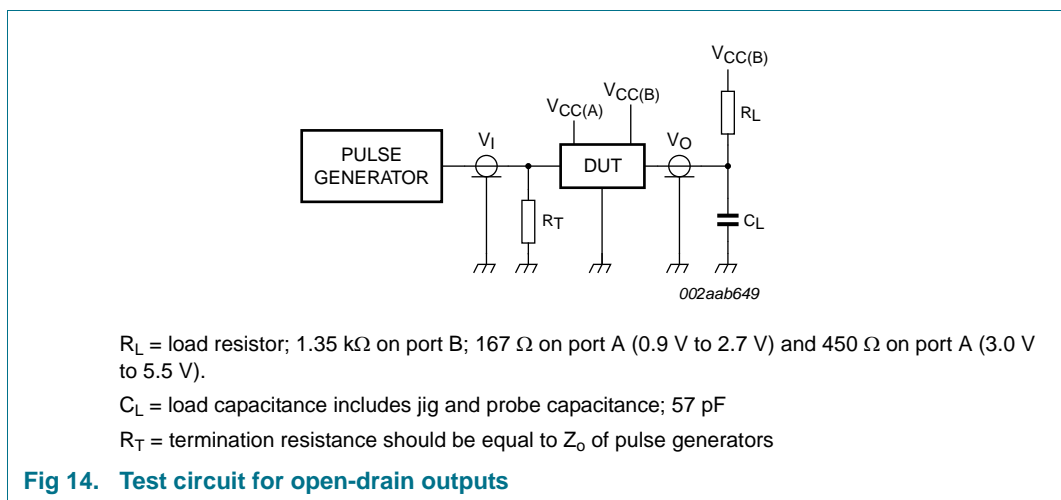 VCC(B)
VCC(B)
VCC(A)
RL
VI
VO
PULSE
GENERATOR
DUT
RT
CL
002aab649
RL = load resistor; 1.35 kΩ on port B; 167 Ω on port A (0.9 V to 2.7 V) and 450 Ω on port A (3.0 V
to 5.5 V).
CL = load capacitance includes jig and probe capacitance; 57 pF
RT = termination resistance should be equal to Zo of pulse generators
Fig 14. Test circuit for open-drain outputs